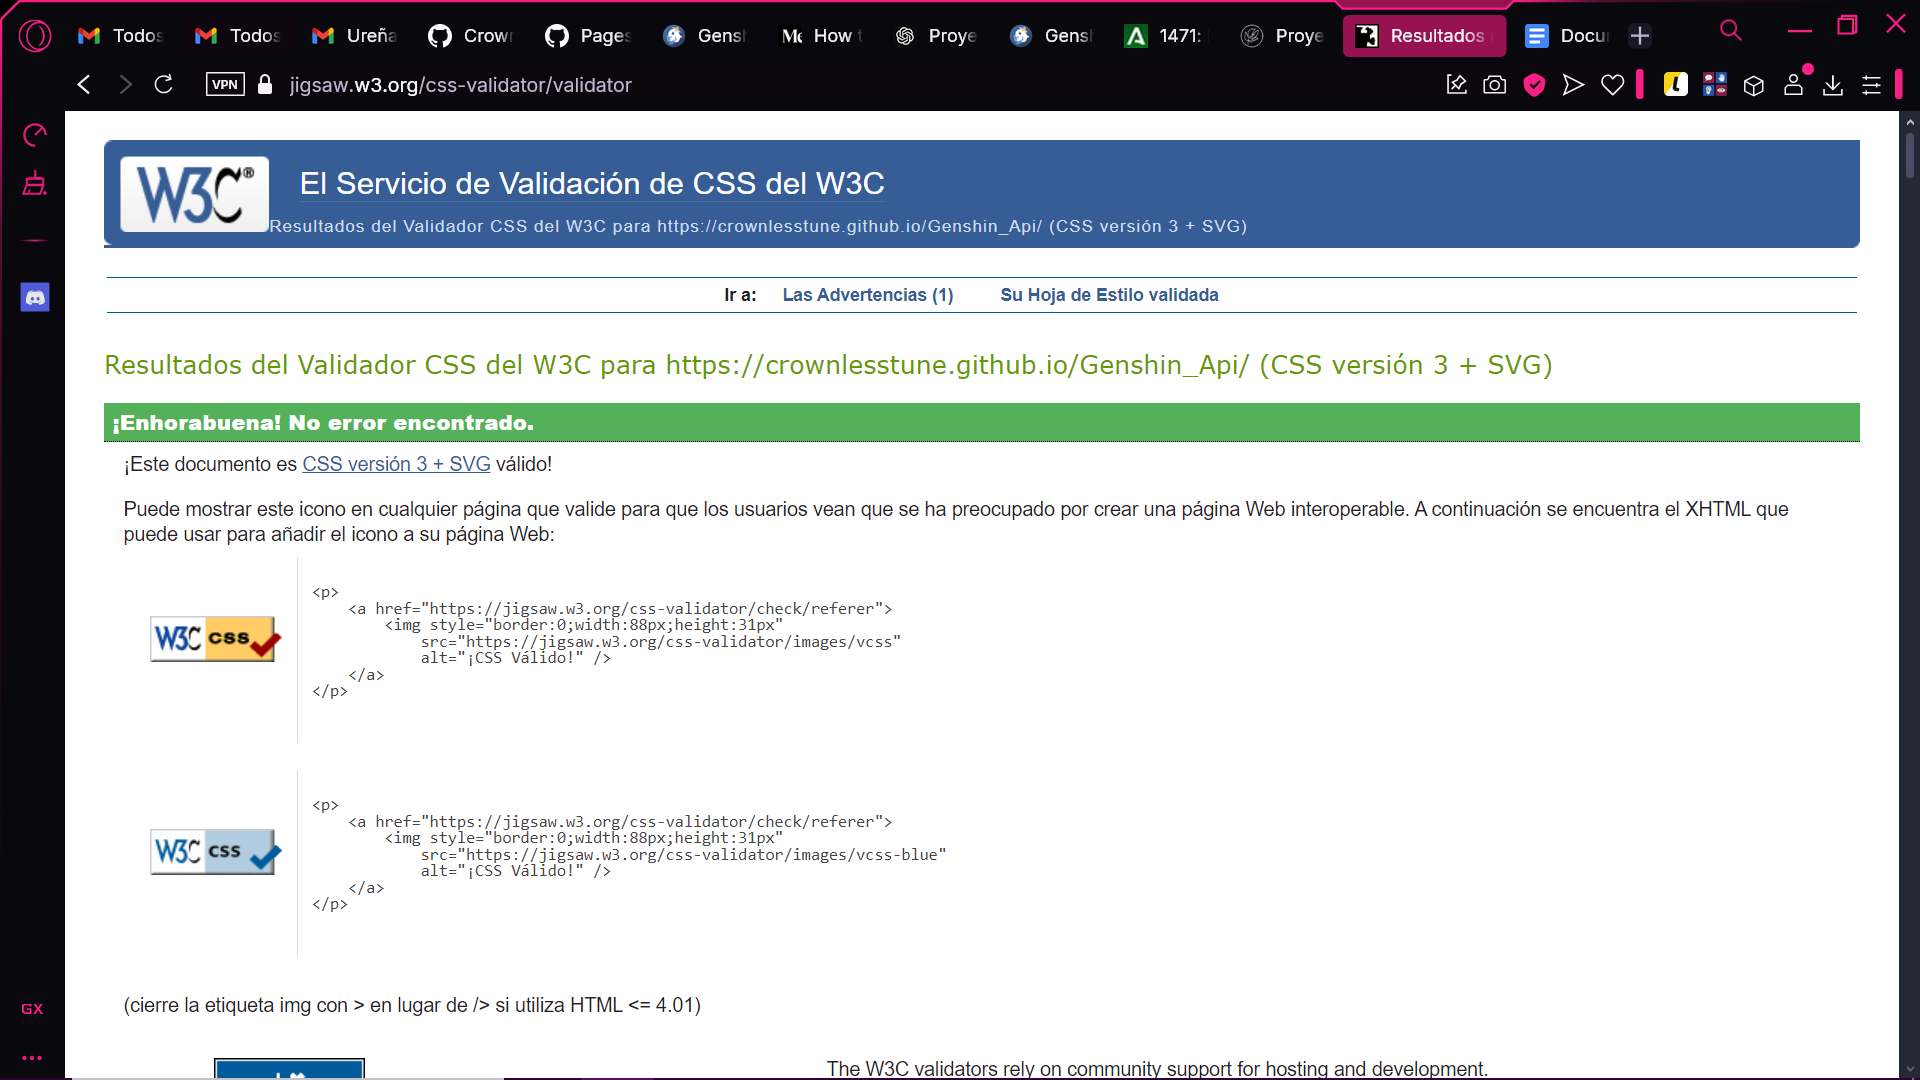 Todos
Todos
Ureña
Crown
Pages
Gensh
How t
Proye
Gensh
1471:
Proye
Resultados
Docu
VPN
jigsaw.w3.org/css-validator/validator
W3C®
El Servicio de Validación de CSS del W3C
Resultados del Validador CSS del W3C para https://crownlesstune.github.io/Genshin_Api/ (CSS versión 3 + SVG)
Ir a: Las Advertencias (1) Su Hoja de Estilo validada
Resultados del Validador CSS del W3C para https://crownlesstune.github.io/Genshin_Api/ (CSS versión 3 + SVG)
¡Enhorabuena! No error encontrado.
¡Este documento es CSS versión 3 + SVG válido!
Puede mostrar este icono en cualquier página que valide para que los usuarios vean que se ha preocupado por crear una página Web interoperable. A continuación se encuentra el XHTML que
puede usar para añadir el icono a su página Web:
W3C css
<p>
<a href="https://jigsaw.w3.org/css-validator/check/referer">
<img style="border:0;width:88px;height:31px"
src="https://jigsaw.w3.org/css-validator/images/vcss"
alt="¡CSS Válido!" />
</a>
</p>
W3C css
<p>
<a href="https://jigsaw.w3.org/css-validator/check/referer">
<img style="border:0;width:88px;height:31px"
src="https://jigsaw.w3.org/css-validator/images/vcss-blue"
alt="¡CSS Válido!" />
</a>
</p>
(cierre la etiqueta img con > en lugar de /> si utiliza HTML <= 4.01)
The W3C validators rely on community support for hosting and development.
GX